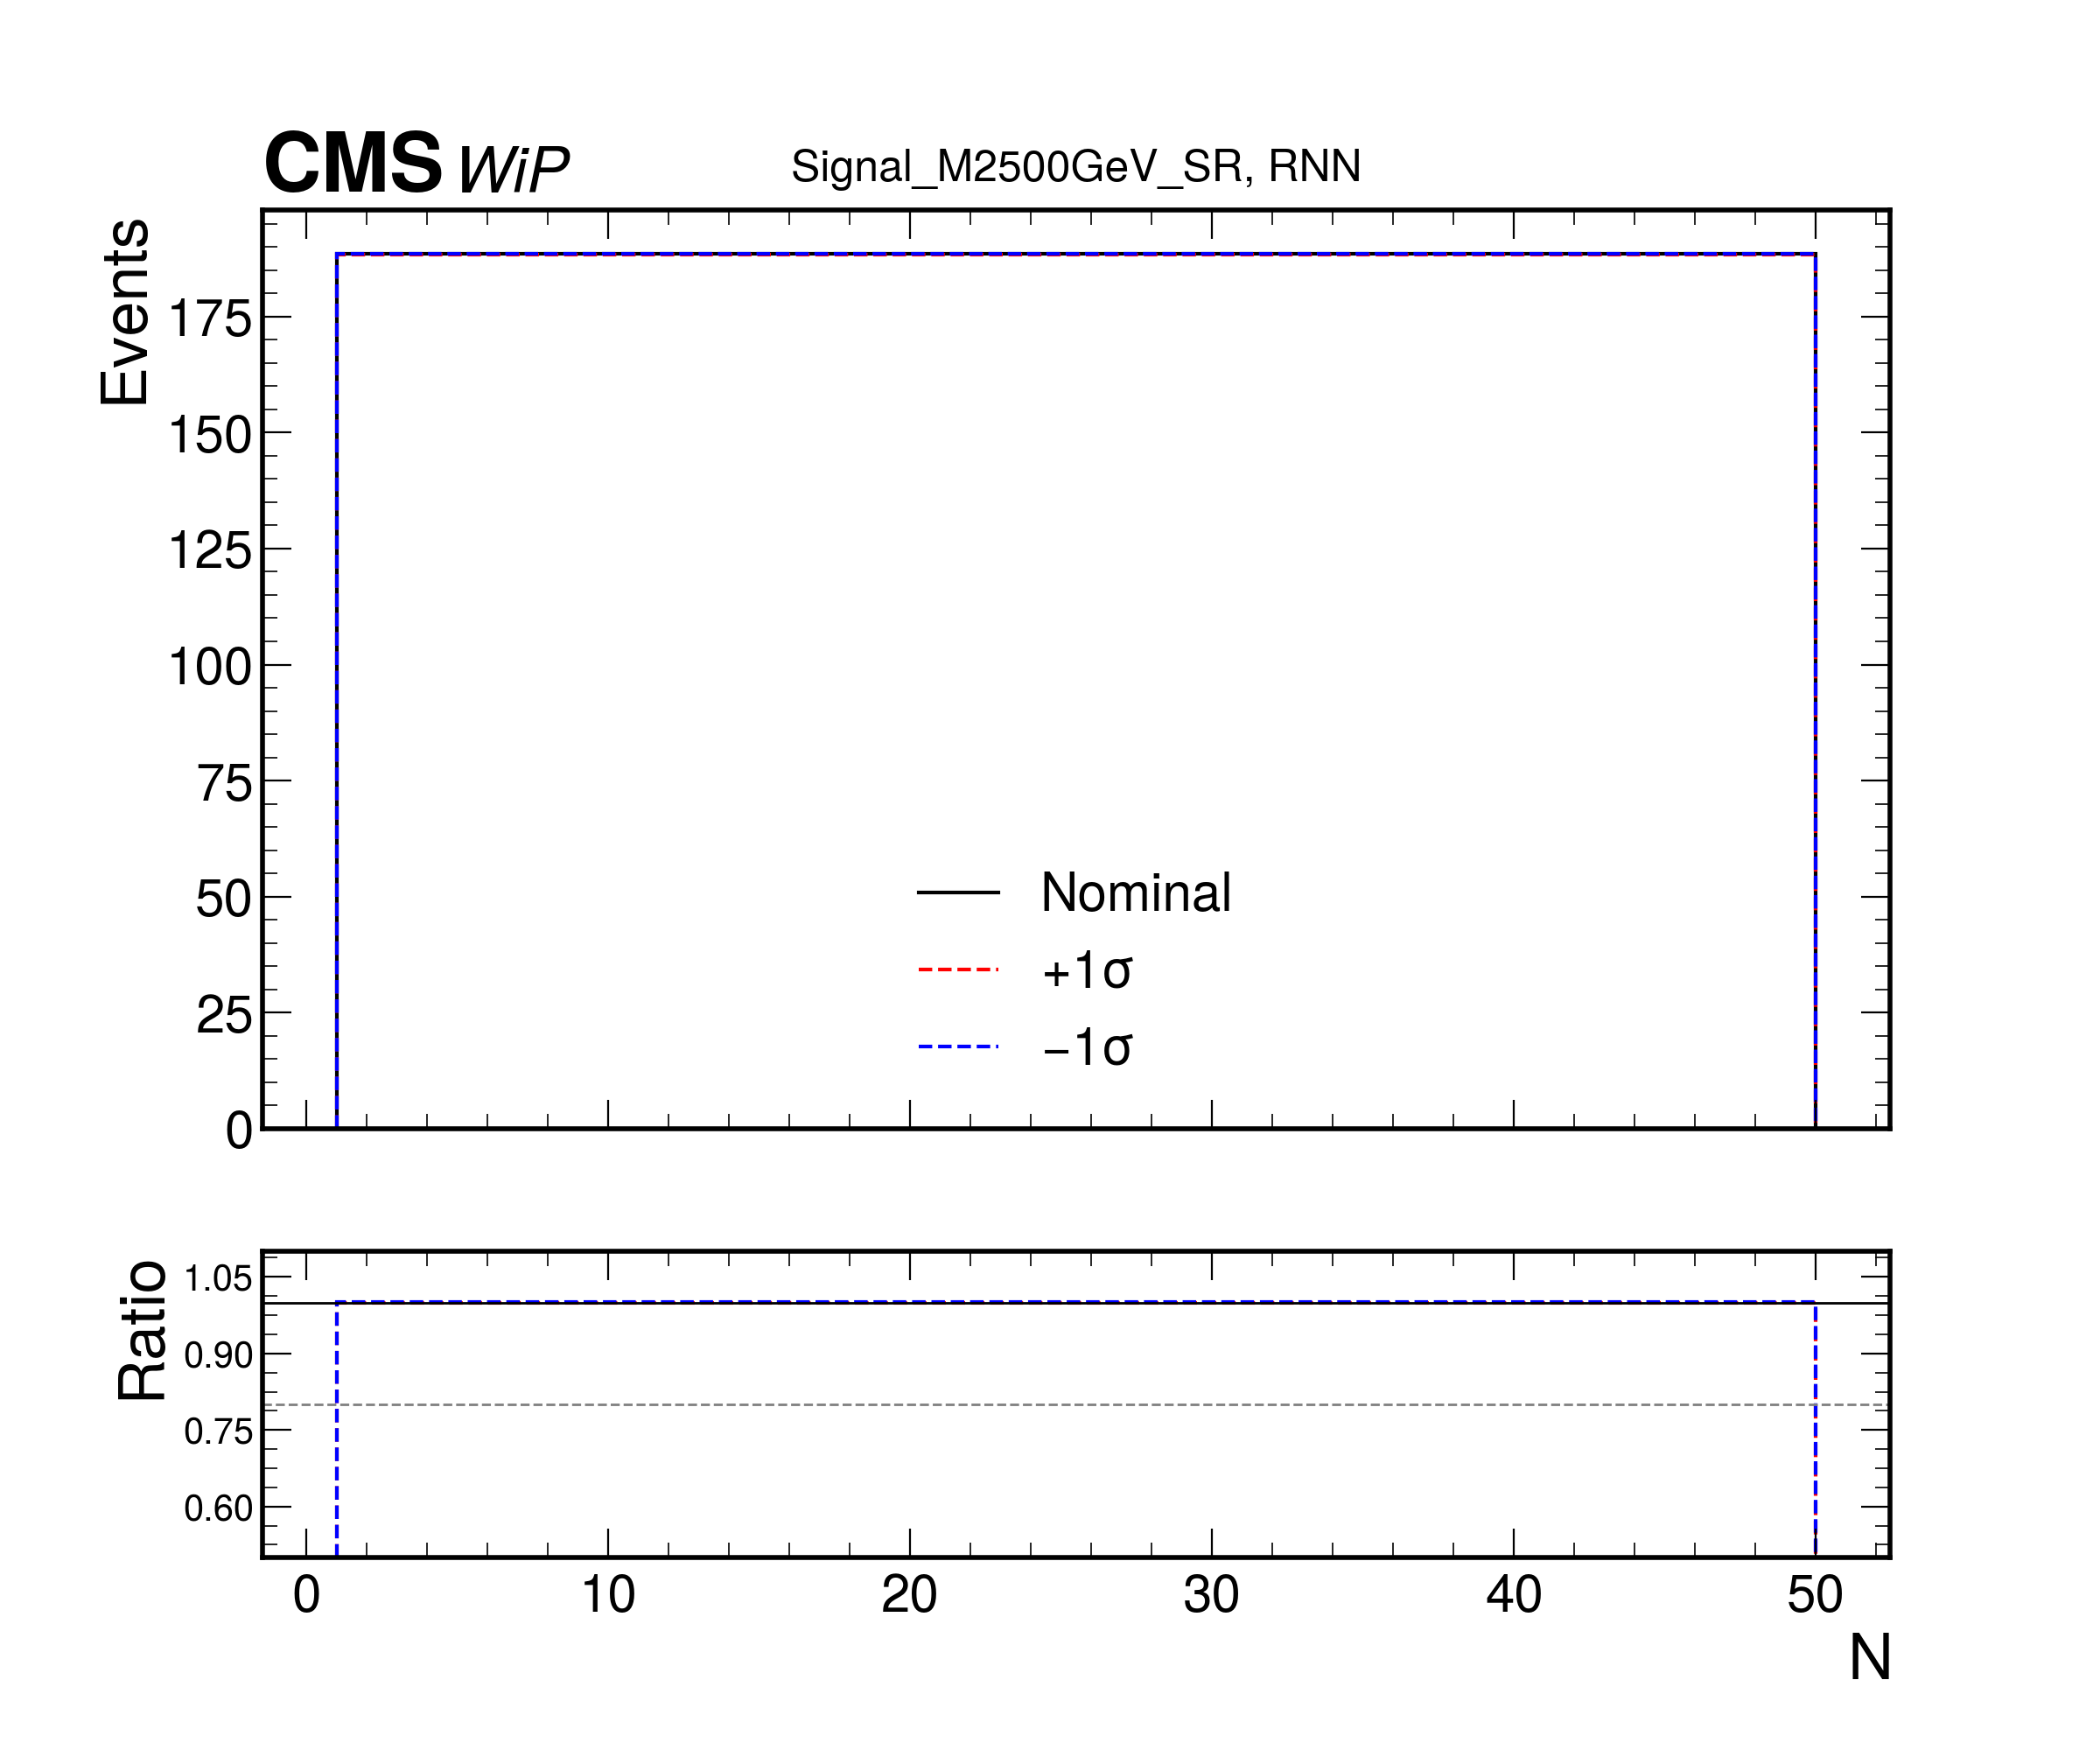 CMS WiP
Signal_M2500GeV_SR, RNN
Events
175
150
125
100
75
50
25
0
Nominal
+1σ
−1σ
Ratio
1.05
0.90
0.75
0.60
0 10 20 30 40 50
N